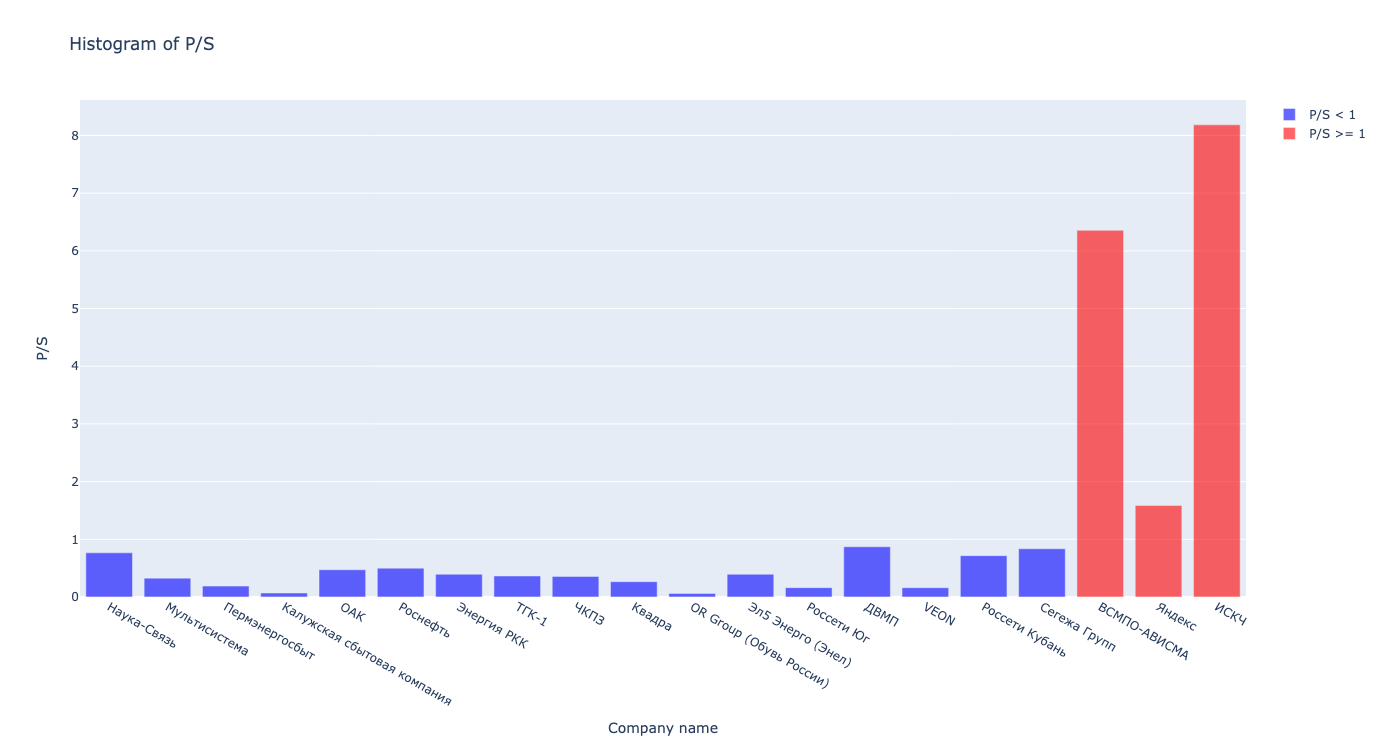 Histogram of P/S
P/S < 1
P/S >= 1
8
7
6
5
4
3
2
1
0
P/S
Наука-Связь
Мультисистема
Пермэнергосбыт
Калужская сбытовая компания
ОАК
Роснефть
Энергия РКК
ТГК-1
ЧКПЗ
Квадра
OR Group (Обувь России)
Эл5 Энерго (Энел)
Россети Юг
ДВМП
VEON
Россети Кубань
Сегежа Групп
ВСМПО-АВИСМА
Яндекс
ИСКЧ
Company name